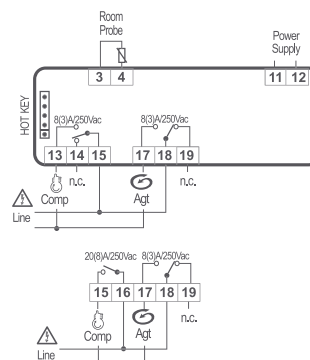 Room
Probe
Power
Supply
3 4
11 12
HOT KEY
8(3)A/250Vac
8(3)A/250Vac
13 14 15
17 18 19
Comp
n.c.
Agt
n.c.
Line
20(8)A/250Vac
8(3)A/250Vac
15 16 17 18 19
Comp
Agt
n.c.
Line